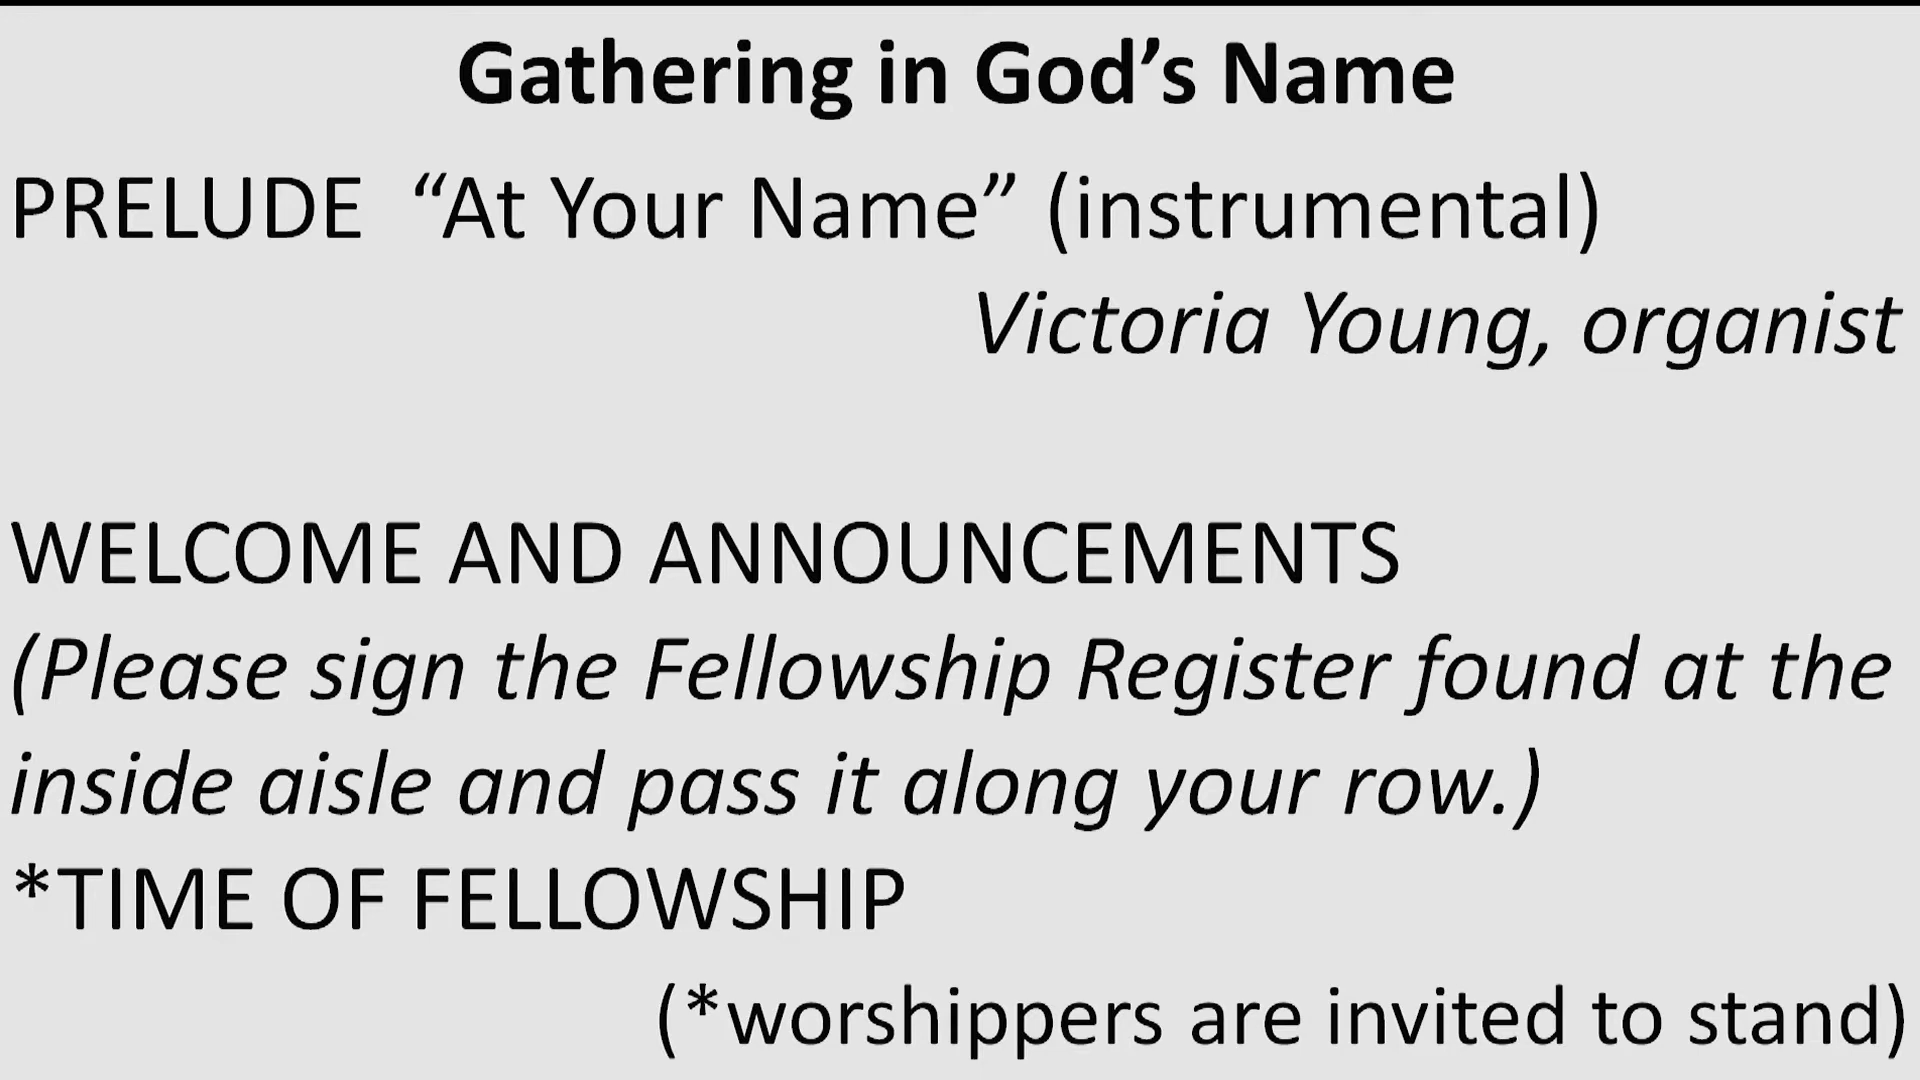 Gathering in God’s Name
PRELUDE “At Your Name” (instrumental)
Victoria Young, organist
WELCOME AND ANNOUNCEMENTS
(Please sign the Fellowship Register found at the
inside aisle and pass it along your row.)
*TIME OF FELLOWSHIP
(*worshippers are invited to stand)